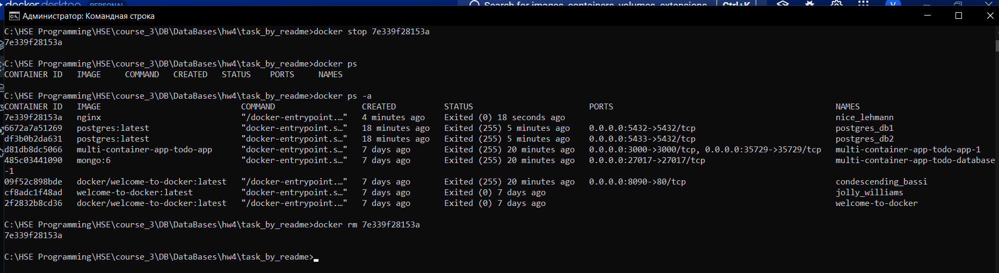 docker desktop PERSONAL Search for images, containers, volumes, extensions... Ctrl+K V
Администратор: Командная строка
C:\HSE Programming\HSE\course_3\DB\DataBases\hw4\task_by_readme>docker stop 7e339f28153a
7e339f28153a
C:\HSE Programming\HSE\course_3\DB\DataBases\hw4\task_by_readme>docker ps
CONTAINER ID   IMAGE     COMMAND   CREATED   STATUS    PORTS     NAMES
C:\HSE Programming\HSE\course_3\DB\DataBases\hw4\task_by_readme>docker ps -a
CONTAINER ID   IMAGE                             COMMAND                  CREATED          STATUS                        PORTS                                              NAMES
7e339f28153a   nginx                             "/docker-entrypoint.…"   4 minutes ago    Exited (0) 18 seconds ago                                                        nice_lehmann
6672a7a51269   postgres:latest                   "docker-entrypoint.s…"   18 minutes ago   Exited (255) 5 minutes ago    0.0.0.0:5432->5432/tcp                             postgres_db1
df3b0b2da631   postgres:latest                   "docker-entrypoint.s…"   18 minutes ago   Exited (255) 5 minutes ago    0.0.0.0:5433->5432/tcp                             postgres_db2
d81db8dc5066   multi-container-app-todo-app      "docker-entrypoint.s…"   7 days ago       Exited (255) 20 minutes ago   0.0.0.0:3000->3000/tcp, 0.0.0.0:35729->35729/tcp   multi-container-app-todo-app-1
485c03441090   mongo:6                           "docker-entrypoint.s…"   7 days ago       Exited (255) 20 minutes ago   0.0.0.0:27017->27017/tcp                           multi-container-app-todo-database
-1
09f52c898bde   docker/welcome-to-docker:latest   "/docker-entrypoint.…"   7 days ago       Exited (255) 20 minutes ago   0.0.0.0:8090->80/tcp                               condescending_bassi
cf8adc1f48ad   welcome-to-docker:latest          "docker-entrypoint.s…"   7 days ago       Exited (0) 7 days ago                                                            jolly_williams
2f2832b8cd36   docker/welcome-to-docker:latest   "/docker-entrypoint.…"   7 days ago       Exited (0) 7 days ago                                                            welcome-to-docker
C:\HSE Programming\HSE\course_3\DB\DataBases\hw4\task_by_readme>docker rm 7e339f28153a
7e339f28153a
C:\HSE Programming\HSE\course_3\DB\DataBases\hw4\task_by_readme>